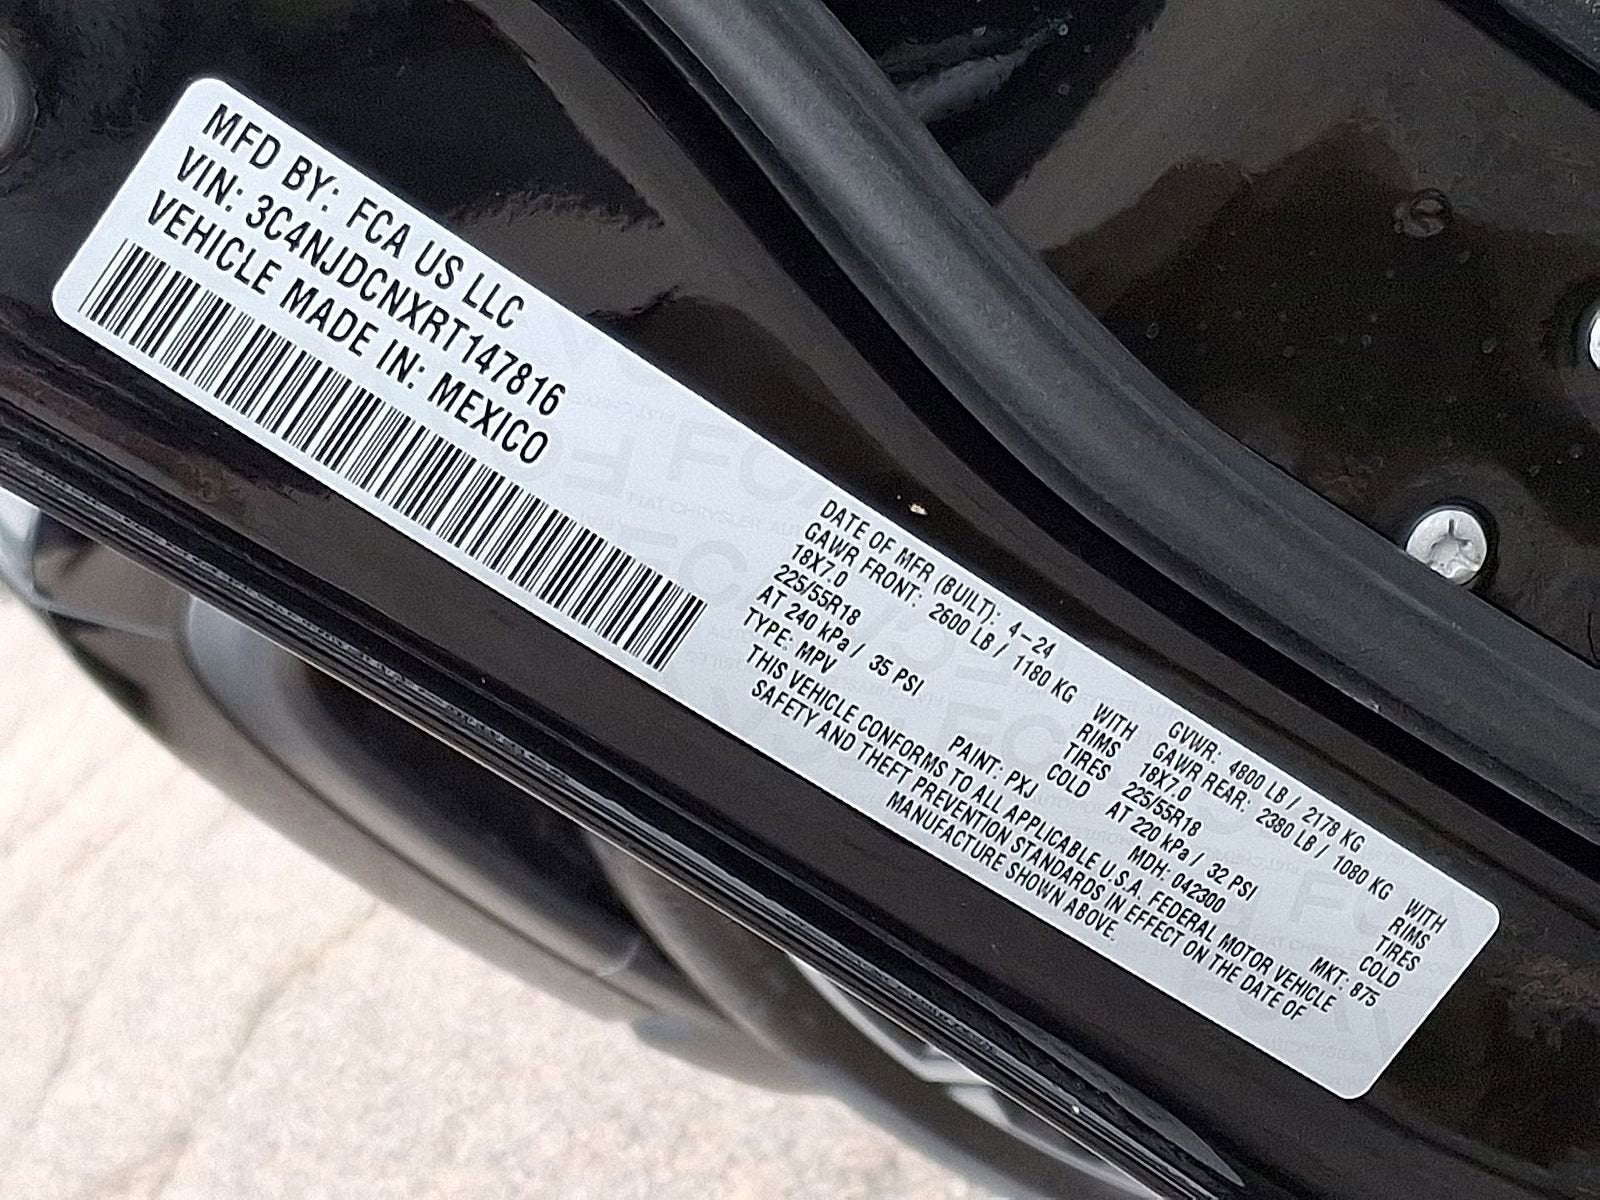 MFD BY: FCA US LLC
VIN: 3C4NJDCNXRT147816
VEHICLE MADE IN: MEXICO
DATE OF MFR (BUILT): 4-24 GVWR: 4800 LB / 2178 KG
GAWR FRONT: 2600 LB / 1180 KG WITH GAWR REAR: 2380 LB / 1080 KG WITH
18X7.0 RIMS 18X7.0 RIMS
225/55R18 TIRES 225/55R18 TIRES
AT 240 kPa / 35 PSI COLD AT 220 kPa / 32 PSI COLD
TYPE: MPV PAINT: PXJ MDH: 042300 MKT: 875
THIS VEHICLE CONFORMS TO ALL APPLICABLE U.S.A. FEDERAL MOTOR VEHICLE
SAFETY AND THEFT PREVENTION STANDARDS IN EFFECT ON THE DATE OF
MANUFACTURE SHOWN ABOVE.